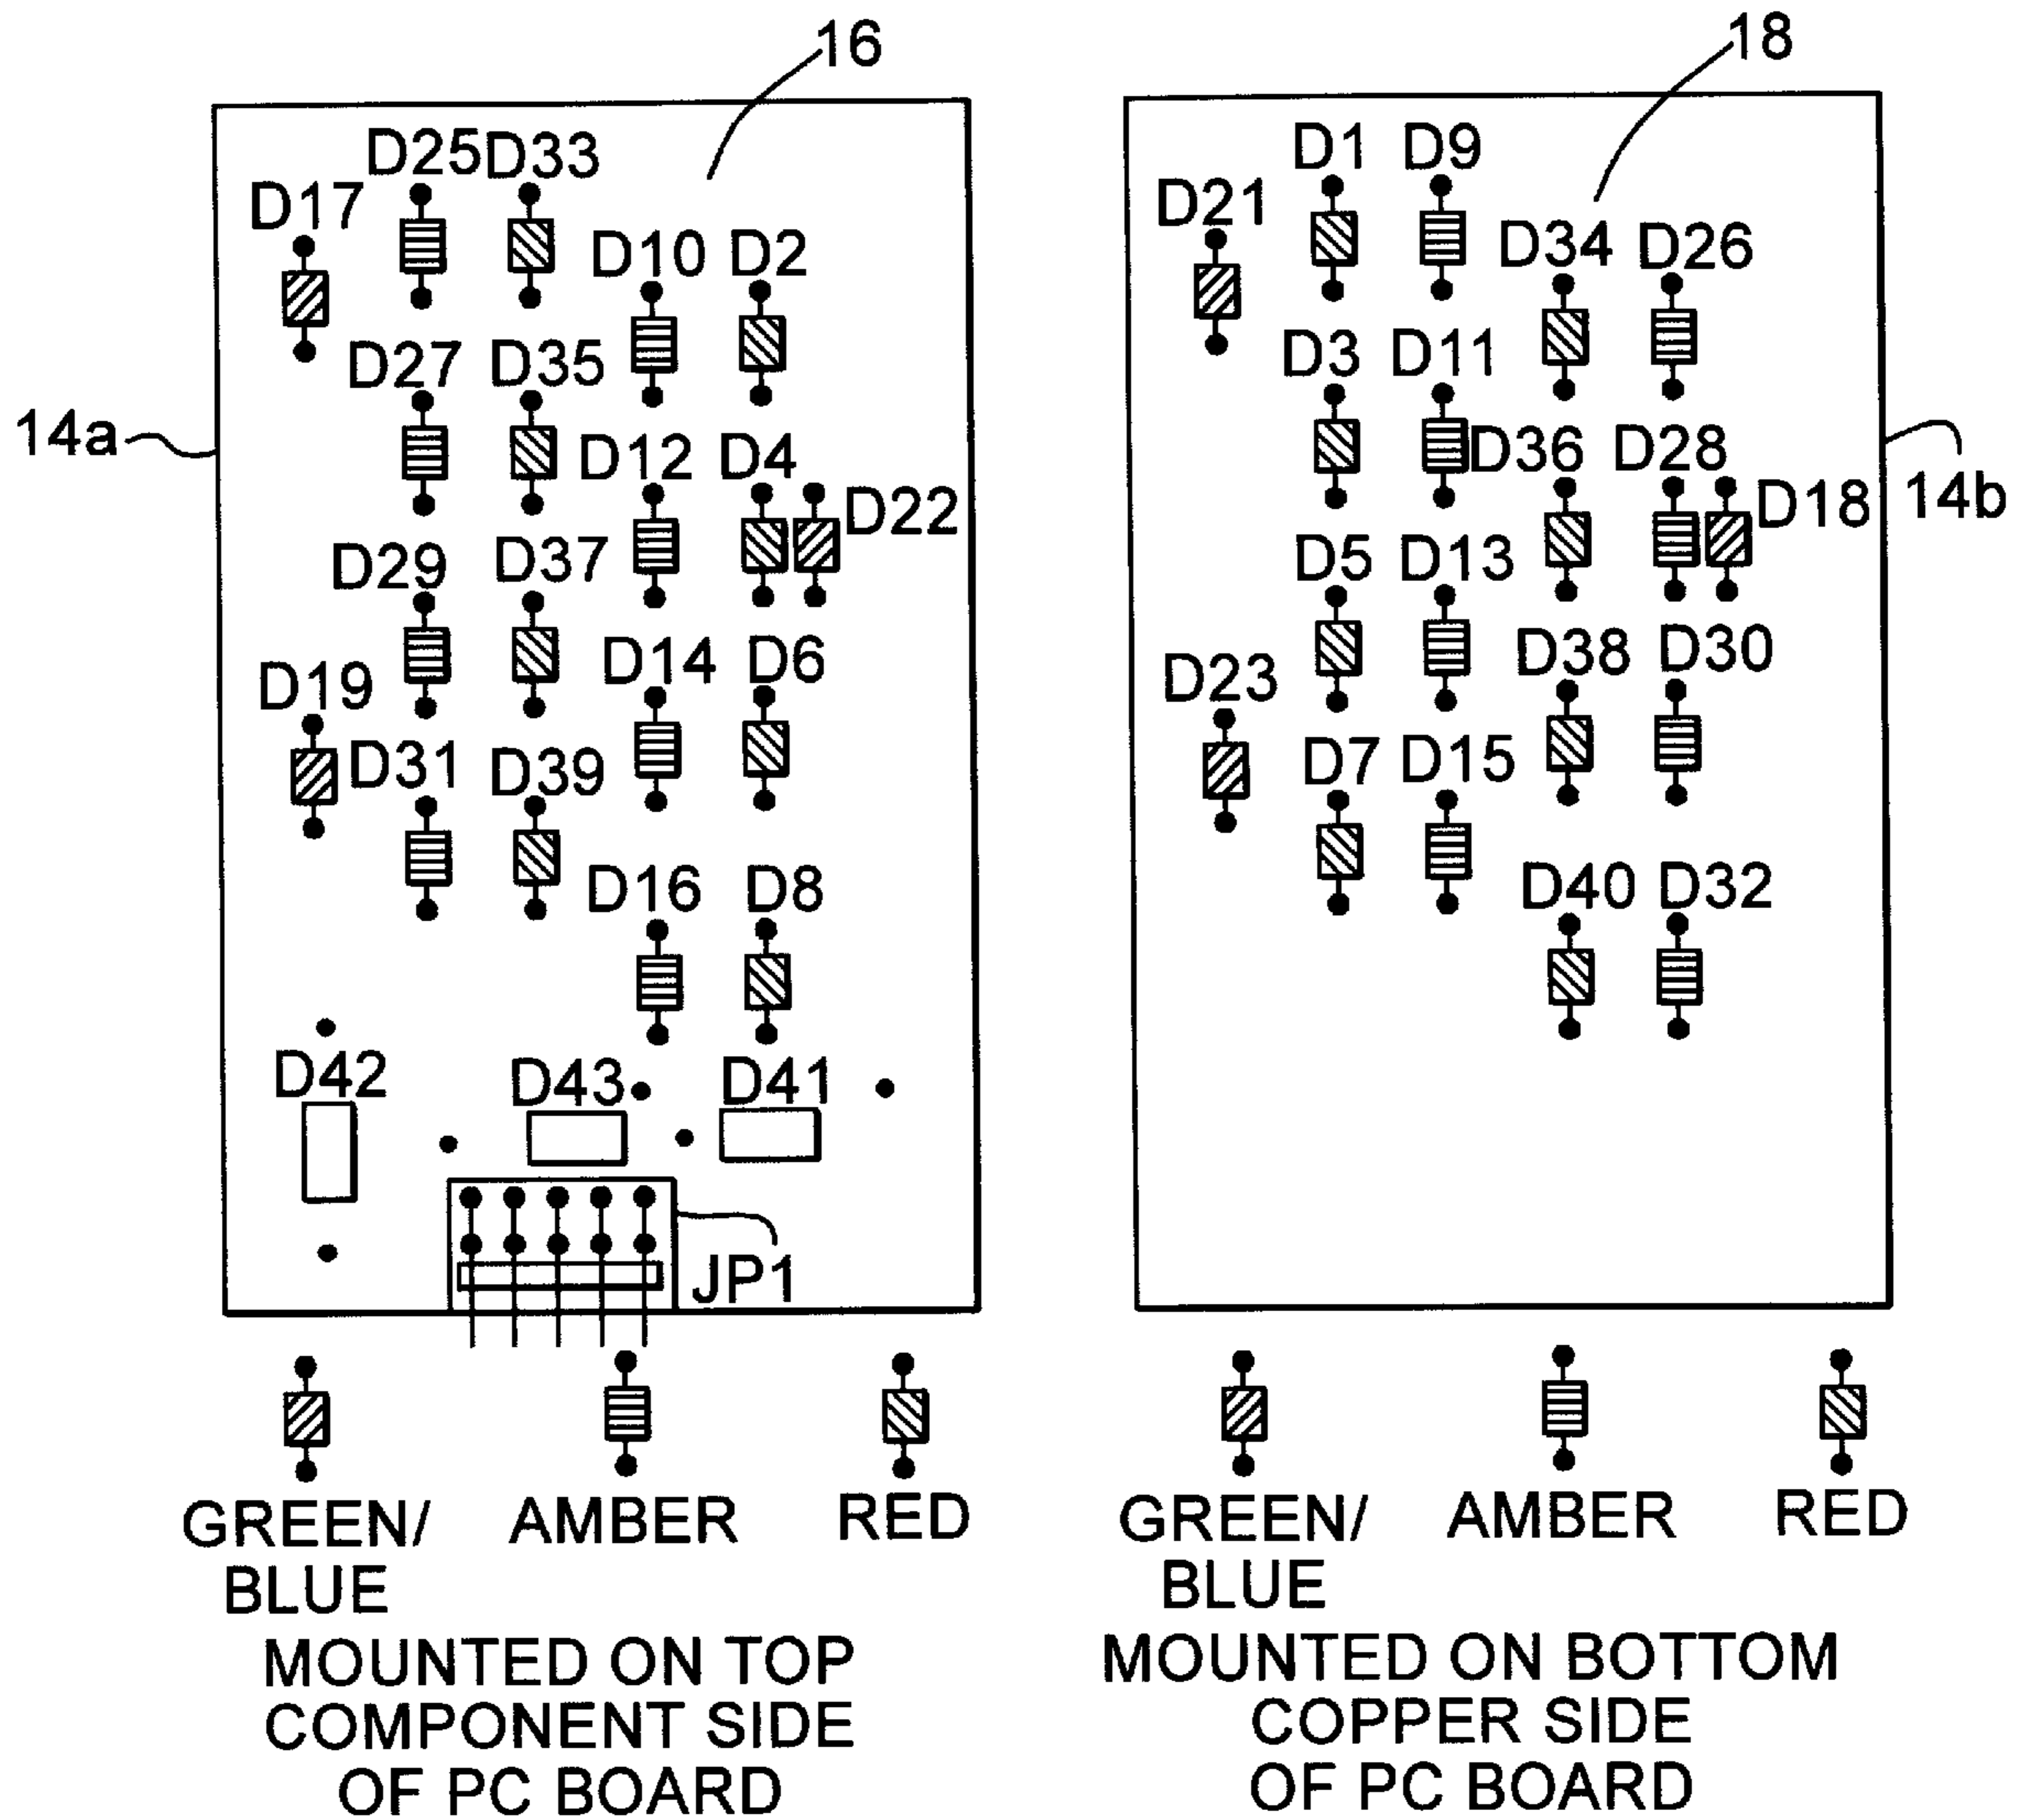 16
18
D25 D33
D17
D10 D2
D27 D35
14a
D12 D4
D22
D29 D37
D14 D6
D19
D31 D39
D16 D8
D42 D43 D41
JP1
D1 D9
D21
D34 D26
D3 D11
D36 D28
D18
14b
D5 D13
D38 D30
D23
D7 D15
D40 D32
GREEN/
BLUE
AMBER
RED
MOUNTED ON TOP
COMPONENT SIDE
OF PC BOARD
GREEN/
BLUE
AMBER
RED
MOUNTED ON BOTTOM
COPPER SIDE
OF PC BOARD